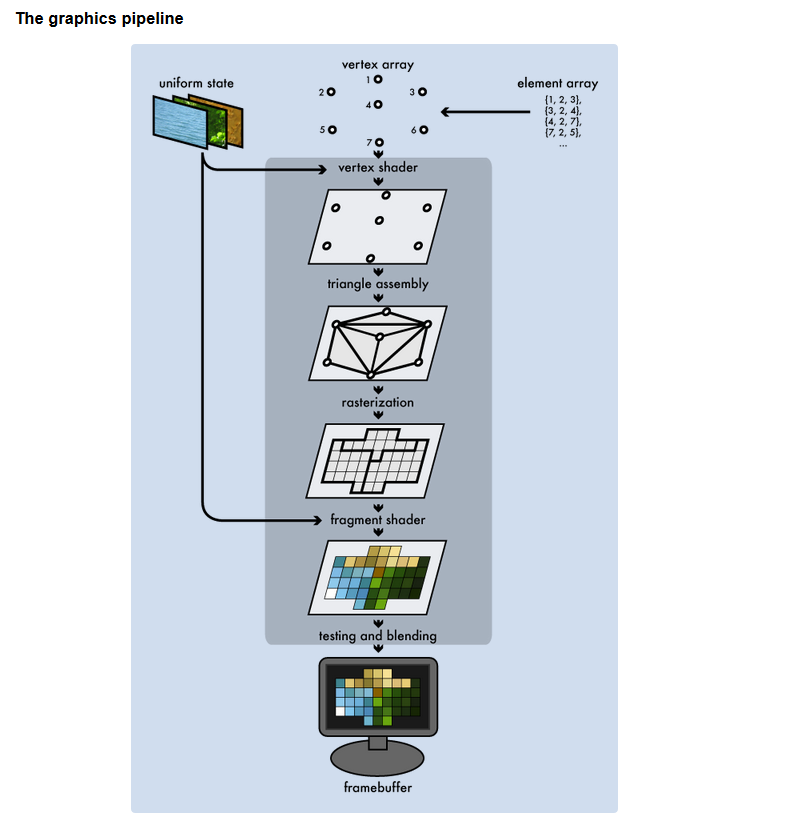 The graphics pipeline
vertex array
uniform state
element array
1
2
3
4
5
6
7
{1, 2, 3},
{3, 2, 4},
{4, 2, 7},
{7, 2, 5},
...
vertex shader
triangle assembly
rasterization
fragment shader
testing and blending
framebuffer